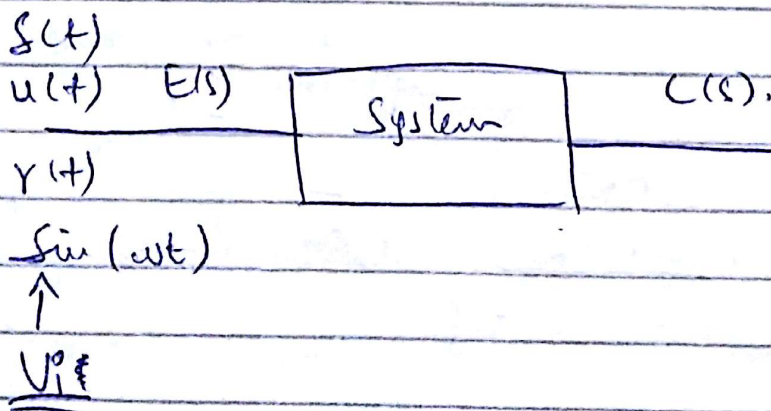 δ(t)
u(t) E(s) System C(s).
r(t)
Sin (ωt)
↑
Vi